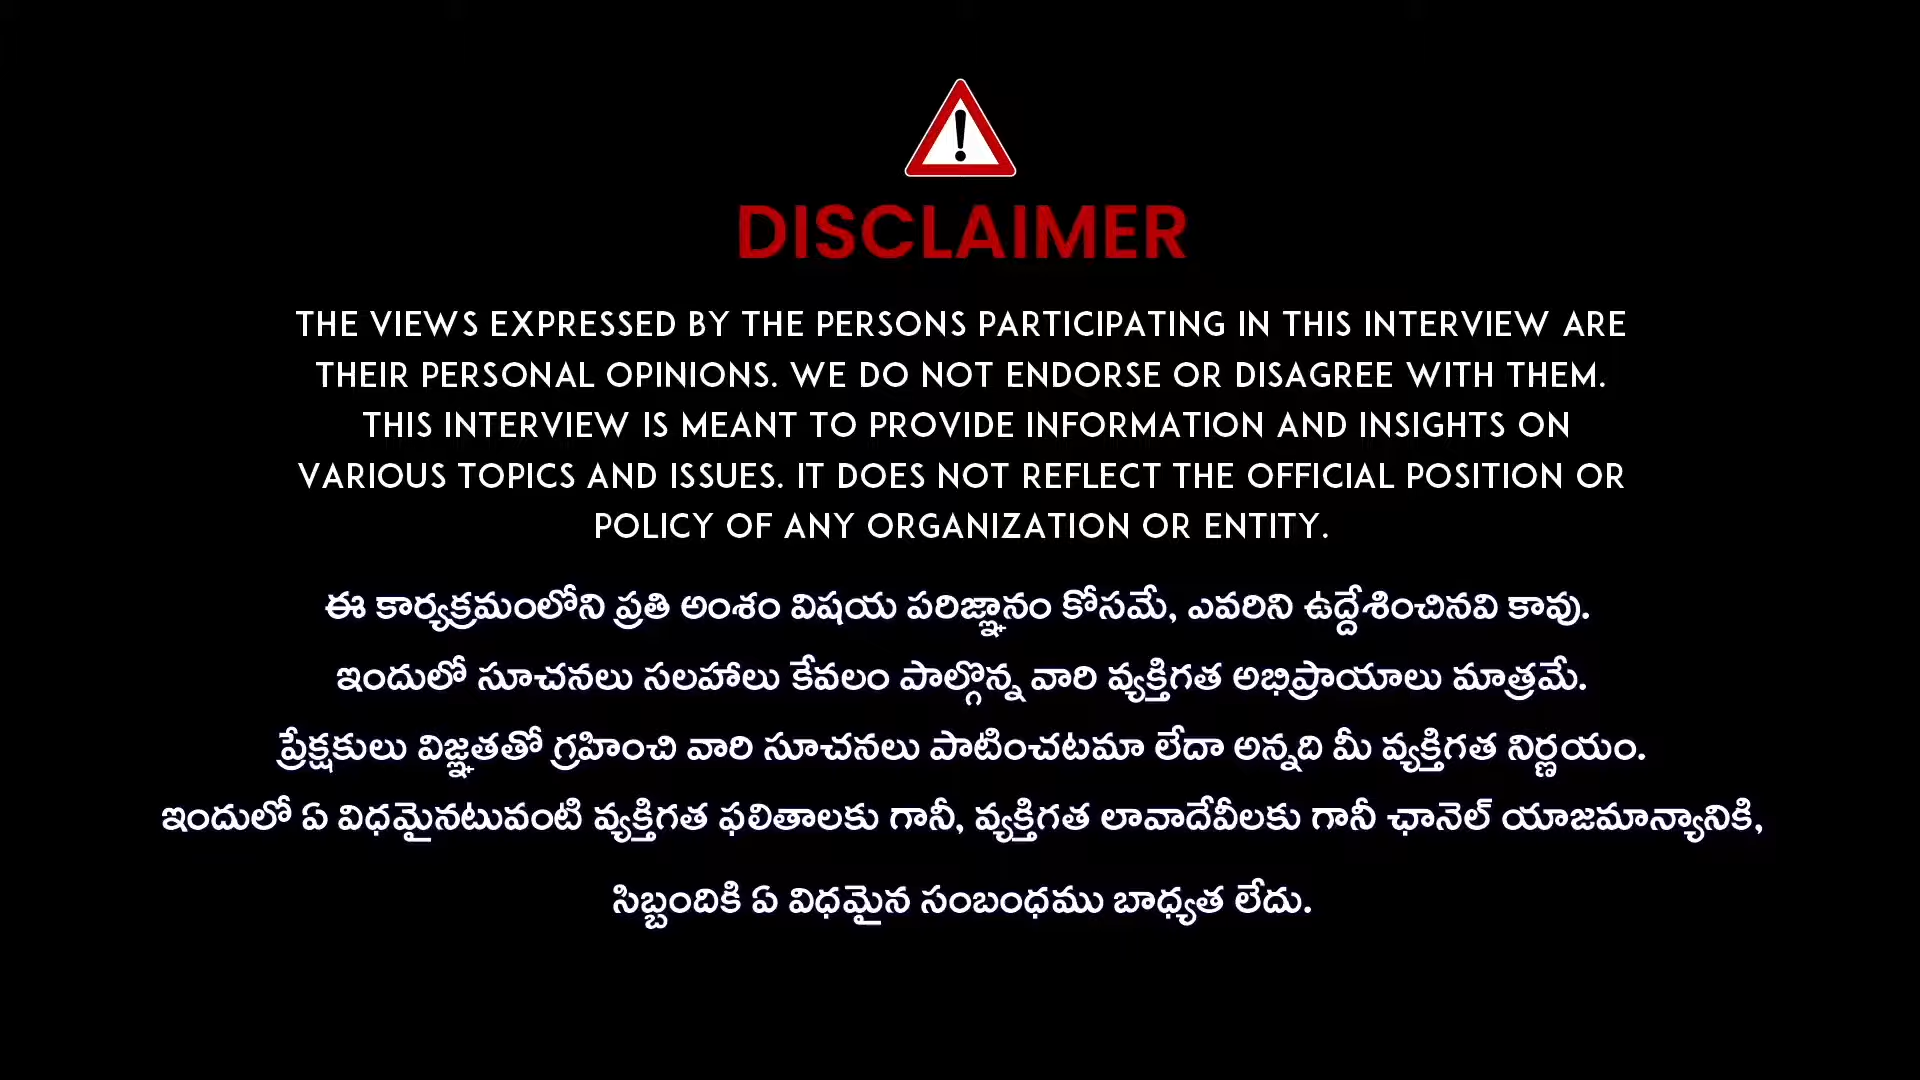 DISCLAIMER
THE VIEWS EXPRESSED BY THE PERSONS PARTICIPATING IN THIS INTERVIEW ARE
THEIR PERSONAL OPINIONS. WE DO NOT ENDORSE OR DISAGREE WITH THEM.
THIS INTERVIEW IS MEANT TO PROVIDE INFORMATION AND INSIGHTS ON
VARIOUS TOPICS AND ISSUES. IT DOES NOT REFLECT THE OFFICIAL POSITION OR
POLICY OF ANY ORGANIZATION OR ENTITY.
ఈ కార్యక్రమంలోని ప్రతి అంశం విషయ పరిజ్ఞానం కోసమే, ఎవరిని ఉద్దేశించినవి కావు.
ఇందులో సూచనలు సలహాలు కేవలం పాల్గొన్న వారి వ్యక్తిగత అభిప్రాయాలు మాత్రమే.
ప్రేక్షకులు విజ్ఞతతో గ్రహించి వారి సూచనలు పాటించటమా లేదా అన్నది మీ వ్యక్తిగత నిర్ణయం.
ఇందులో ఏ విధమైనటువంటి వ్యక్తిగత ఫలితాలకు గానీ, వ్యక్తిగత లావాదేవీలకు గానీ ఛానెల్ యాజమాన్యానికి,
సిబ్బందికి ఏ విధమైన సంబంధము బాధ్యత లేదు.